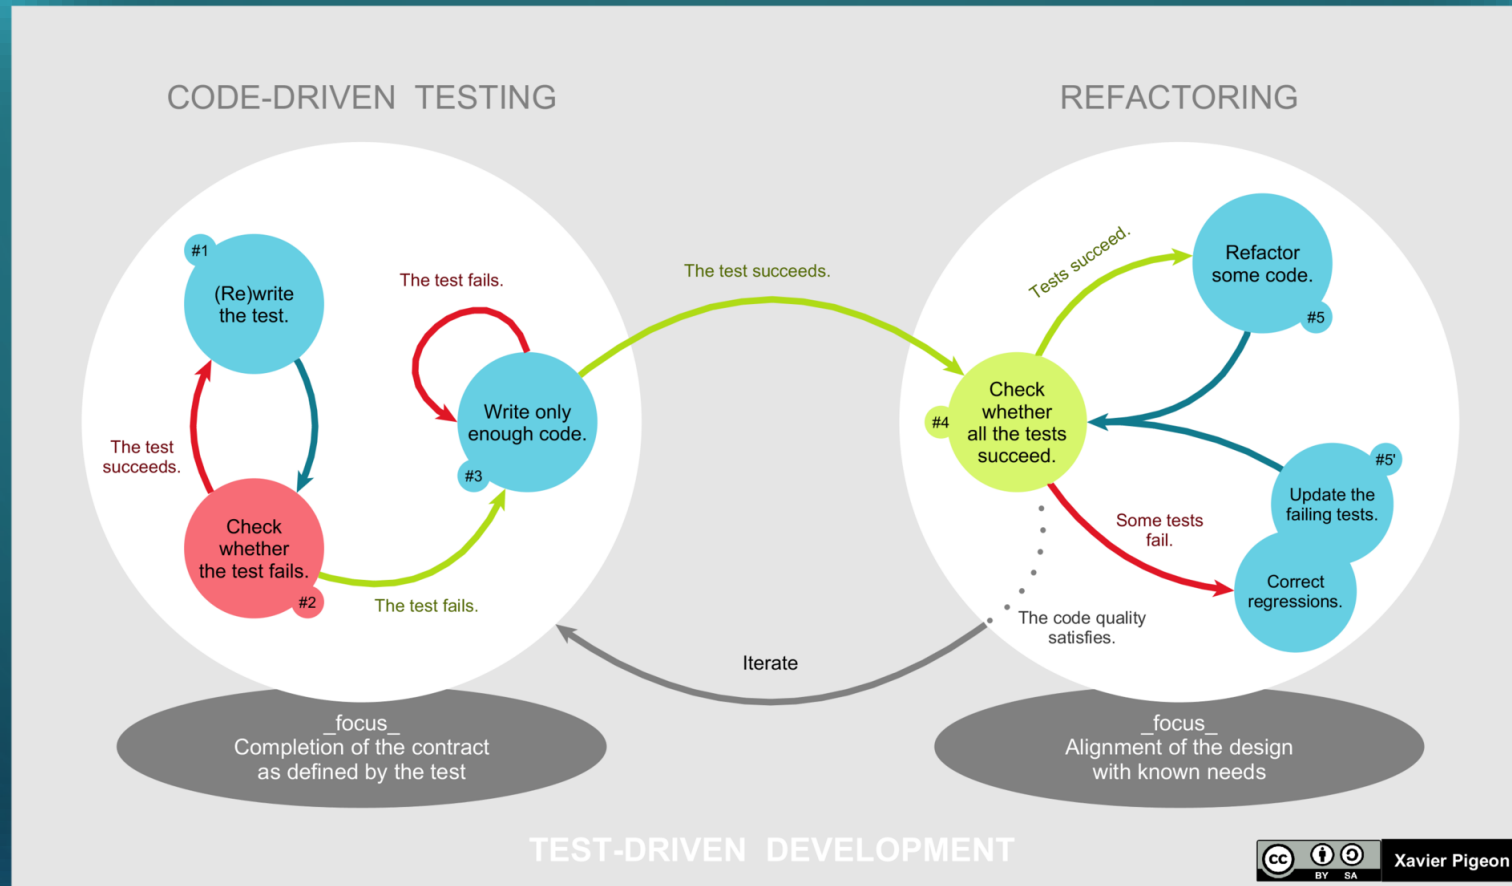 CODE-DRIVEN TESTING
REFACTORING
#1
(Re)write
the test.
The test
succeeds.
Check
whether
the test fails.
#2
The test fails.
The test fails.
Write only
enough code.
#3
The test succeeds.
Check
whether
all the tests
succeed.
#4
Tests succeed.
Refactor
some code.
#5
#5'
Update the
failing tests.
Some tests
fail.
Correct
regressions.
The code quality
satisfies.
Iterate
_focus_
Completion of the contract
as defined by the test
_focus_
Alignment of the design
with known needs
TEST-DRIVEN DEVELOPMENT
cc
BY SA
Xavier Pigeon